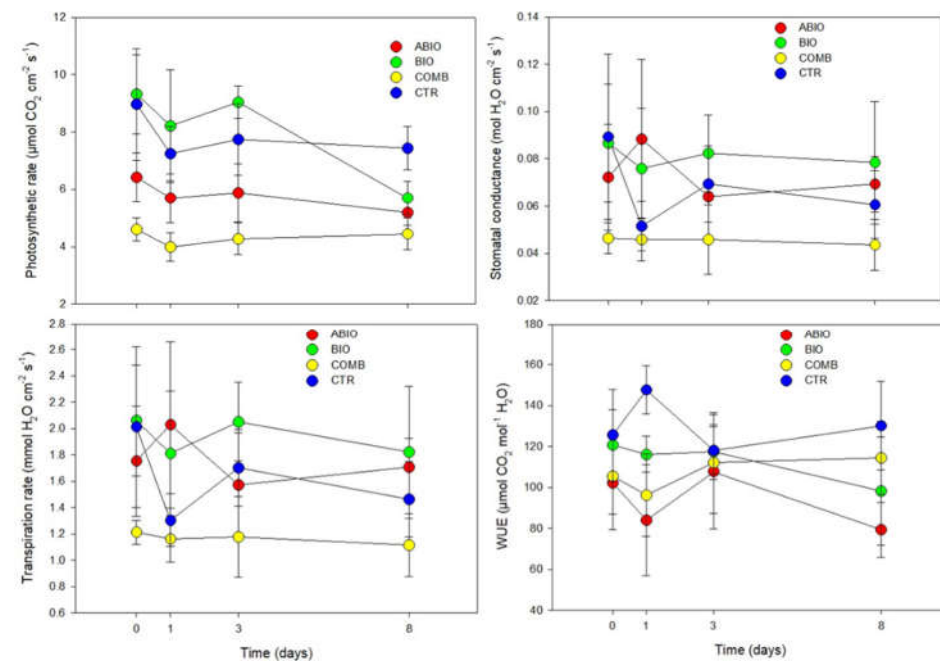 Photosynthetic rate (µmol CO₂ cm⁻² s⁻¹)
12
10
8
6
4
2
ABIO
BIO
COMB
CTR
Stomatal conductance (mol H₂O cm⁻² s⁻¹)
0.14
0.12
0.10
0.08
0.06
0.04
0.02
ABIO
BIO
COMB
CTR
Transpiration rate (mmol H₂O cm⁻² s⁻¹)
2.8
2.6
2.4
2.2
2.0
1.8
1.6
1.4
1.2
1.0
0.8
0.6
ABIO
BIO
COMB
CTR
0 1 3 8
Time (days)
WUE (µmol CO₂ mol⁻¹ H₂O)
180
160
140
120
100
80
60
40
ABIO
BIO
COMB
CTR
0 1 3 8
Time (days)